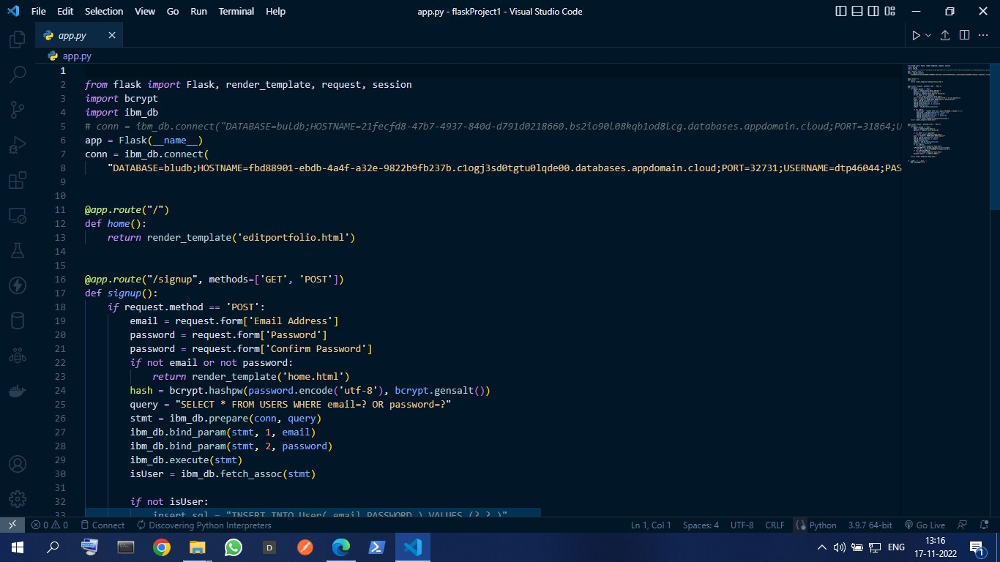 File Edit Selection View Go Run Terminal Help app.py - flaskProject1 - Visual Studio Code
app.py
app.py
1
2 from flask import Flask, render_template, request, session
3 import bcrypt
4 import ibm_db
5 # conn = ibm_db.connect("DATABASE=buldb;HOSTNAME=21fecfd8-47b7-4937-840d-d791d0218660.bs2io90l08kqb1od8lcg.databases.appdomain.cloud;PORT=31864;U
6 app = Flask(__name__)
7 conn = ibm_db.connect(
8 "DATABASE=bludb;HOSTNAME=fbd88901-ebdb-4a4f-a32e-9822b9fb237b.c1ogj3sd0tgtu0lqde00.databases.appdomain.cloud;PORT=32731;USERNAME=dtp46044;PAS
9
10
11 @app.route("/")
12 def home():
13 return render_template('editportfolio.html')
14
15
16 @app.route("/signup", methods=['GET', 'POST'])
17 def signup():
18 if request.method == 'POST':
19 email = request.form['Email Address']
20 password = request.form['Password']
21 password = request.form['Confirm Password']
22 if not email or not password:
23 return render_template('home.html')
24 hash = bcrypt.hashpw(password.encode('utf-8'), bcrypt.gensalt())
25 query = "SELECT * FROM USERS WHERE email=? OR password=?"
26 stmt = ibm_db.prepare(conn, query)
27 ibm_db.bind_param(stmt, 1, email)
28 ibm_db.bind_param(stmt, 2, password)
29 ibm_db.execute(stmt)
30 isUser = ibm_db.fetch_assoc(stmt)
31
32 if not isUser:
33 insert_sql = "INSERT INTO User( email,PASSWORD ) VALUES (?,?,)"
0 0 Connect Discovering Python Interpreters Ln 1, Col 1 Spaces: 4 UTF-8 CRLF Python 3.9.7 64-bit Go Live
D ENG 13:16
17-11-2022 1